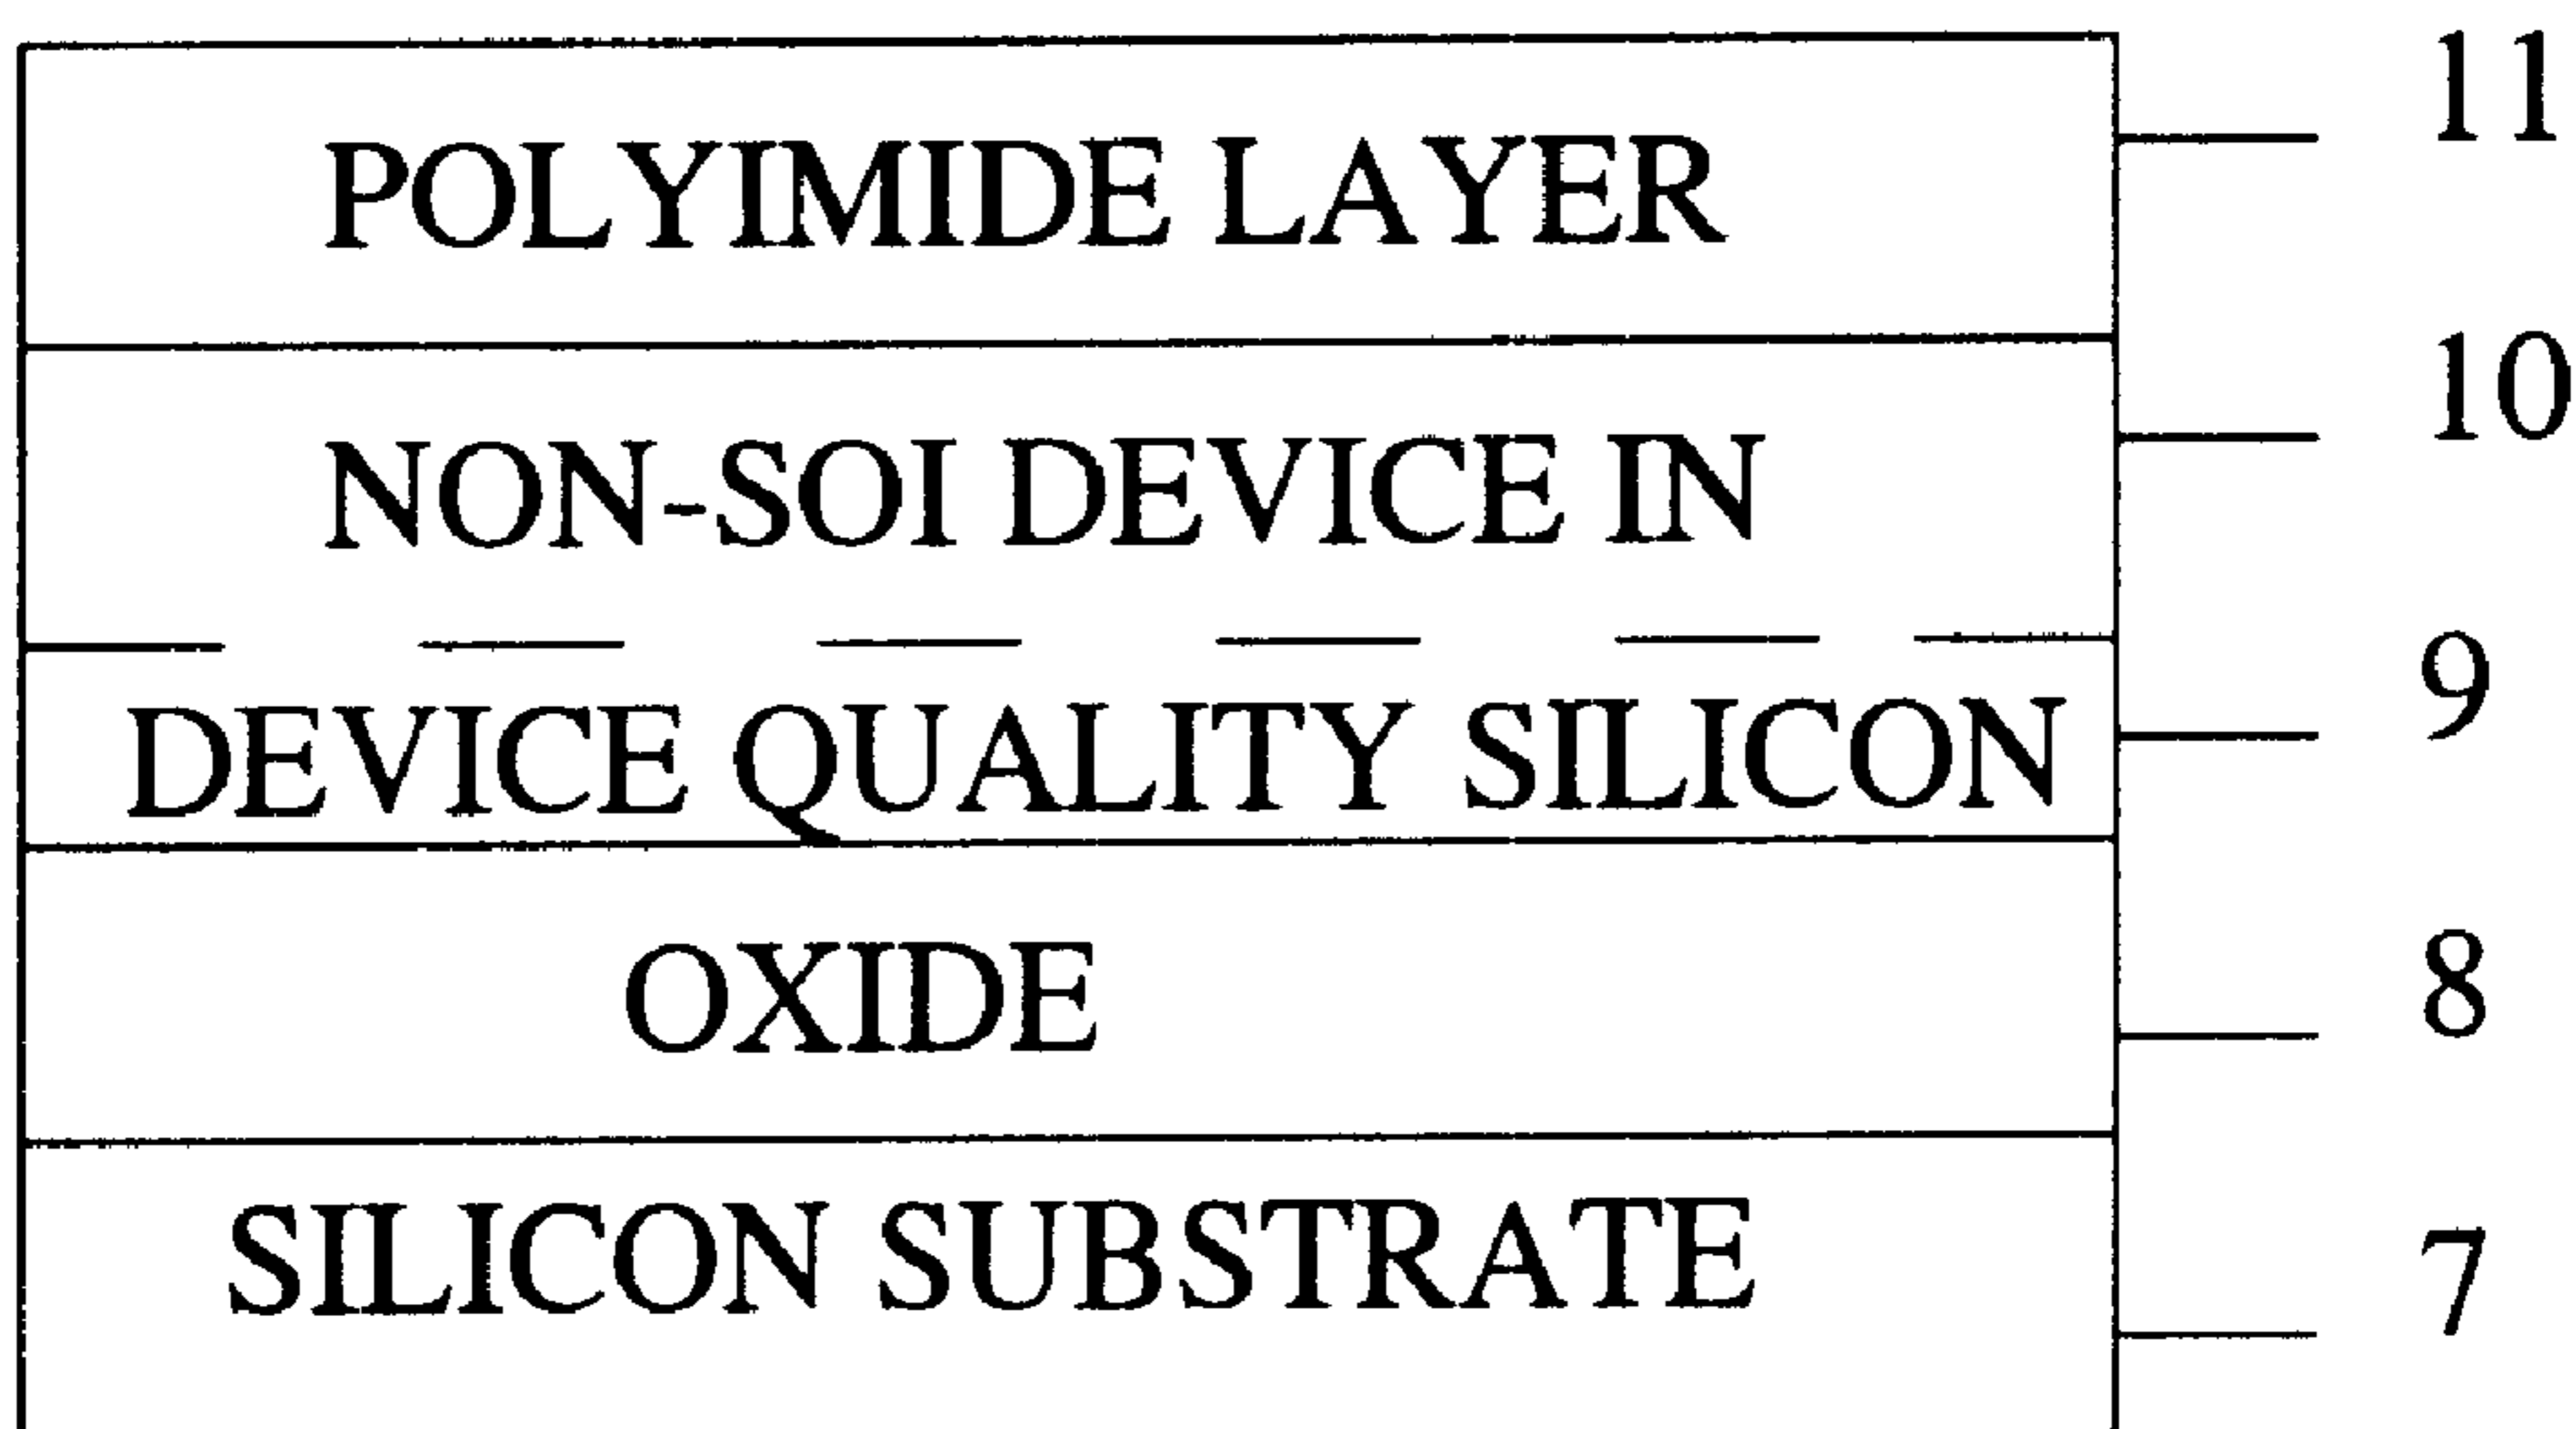 11
POLYIMIDE LAYER
10
NON-SOI DEVICE IN
9
DEVICE QUALITY SILICON
8
OXIDE
7
SILICON SUBSTRATE